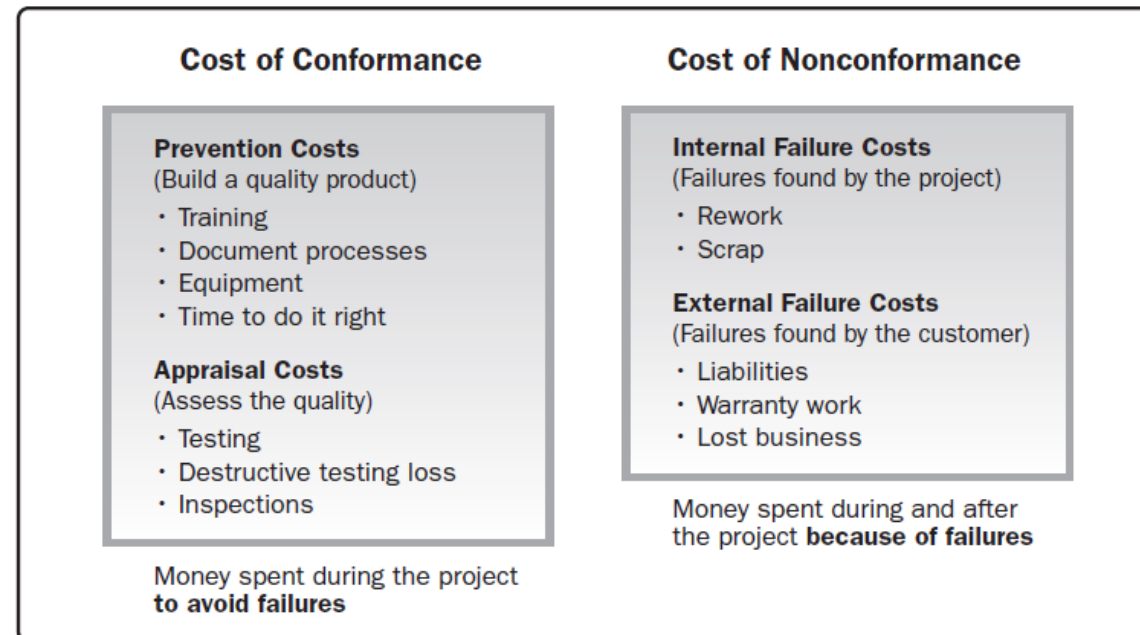 Cost of Conformance
Prevention Costs
(Build a quality product)
· Training
· Document processes
· Equipment
· Time to do it right
Appraisal Costs
(Assess the quality)
· Testing
· Destructive testing loss
· Inspections
Money spent during the project
to avoid failures
Cost of Nonconformance
Internal Failure Costs
(Failures found by the project)
· Rework
· Scrap
External Failure Costs
(Failures found by the customer)
· Liabilities
· Warranty work
· Lost business
Money spent during and after
the project because of failures